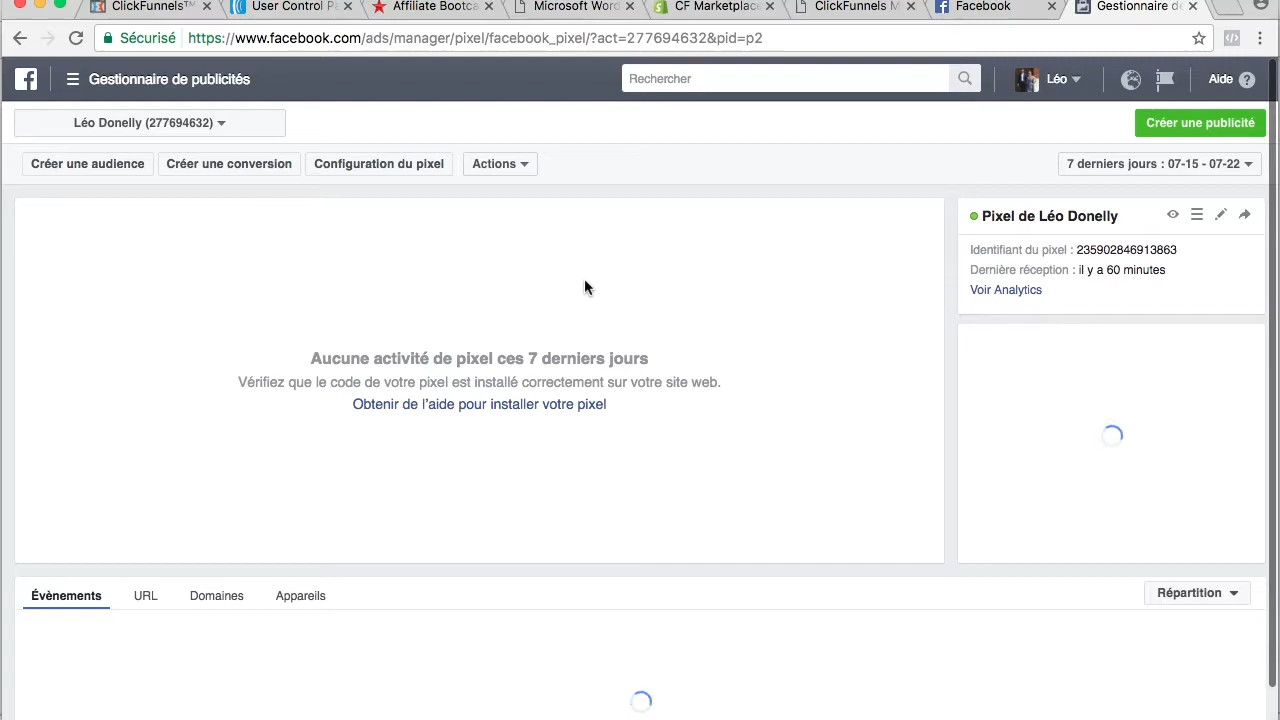 ClickFunnels™
User Control Pa
Affiliate Bootca
Microsoft Word
CF Marketplace
ClickFunnels M
Facebook
Gestionnaire de
Sécurisé https://www.facebook.com/ads/manager/pixel/facebook_pixel/?act=277694632&pid=p2
Gestionnaire de publicités
Rechercher
Léo
Aide
Léo Donelly (277694632)
Créer une publicité
Créer une audience
Créer une conversion
Configuration du pixel
Actions
7 derniers jours : 07-15 - 07-22
Pixel de Léo Donelly
Identifiant du pixel : 235902846913863
Dernière réception : il y a 60 minutes
Voir Analytics
Aucune activité de pixel ces 7 derniers jours
Vérifiez que le code de votre pixel est installé correctement sur votre site web.
Obtenir de l’aide pour installer votre pixel
Évènements
URL
Domaines
Appareils
Répartition